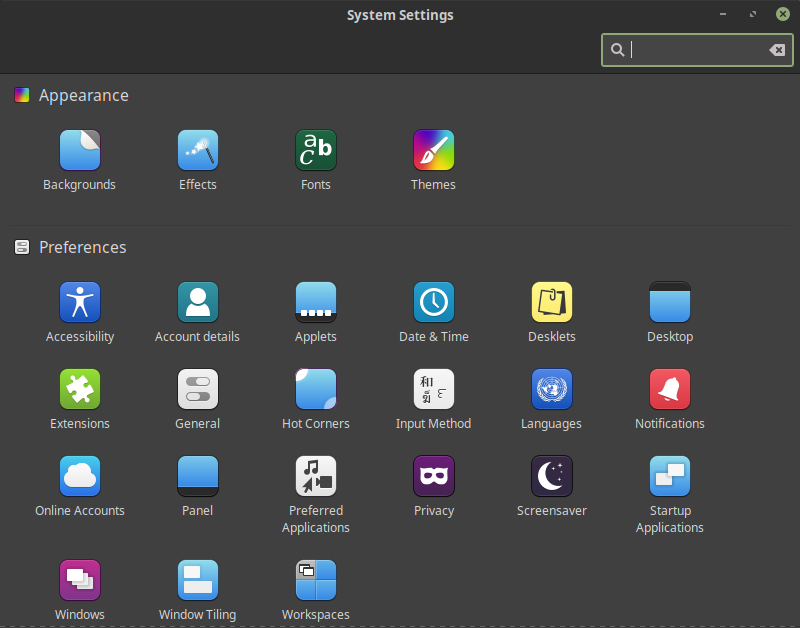 System Settings
Appearance
Backgrounds
Effects
Fonts
Themes
Preferences
Accessibility
Account details
Applets
Date & Time
Desklets
Desktop
Extensions
General
Hot Corners
Input Method
Languages
Notifications
Online Accounts
Panel
Preferred
Applications
Privacy
Screensaver
Startup
Applications
Windows
Window Tiling
Workspaces